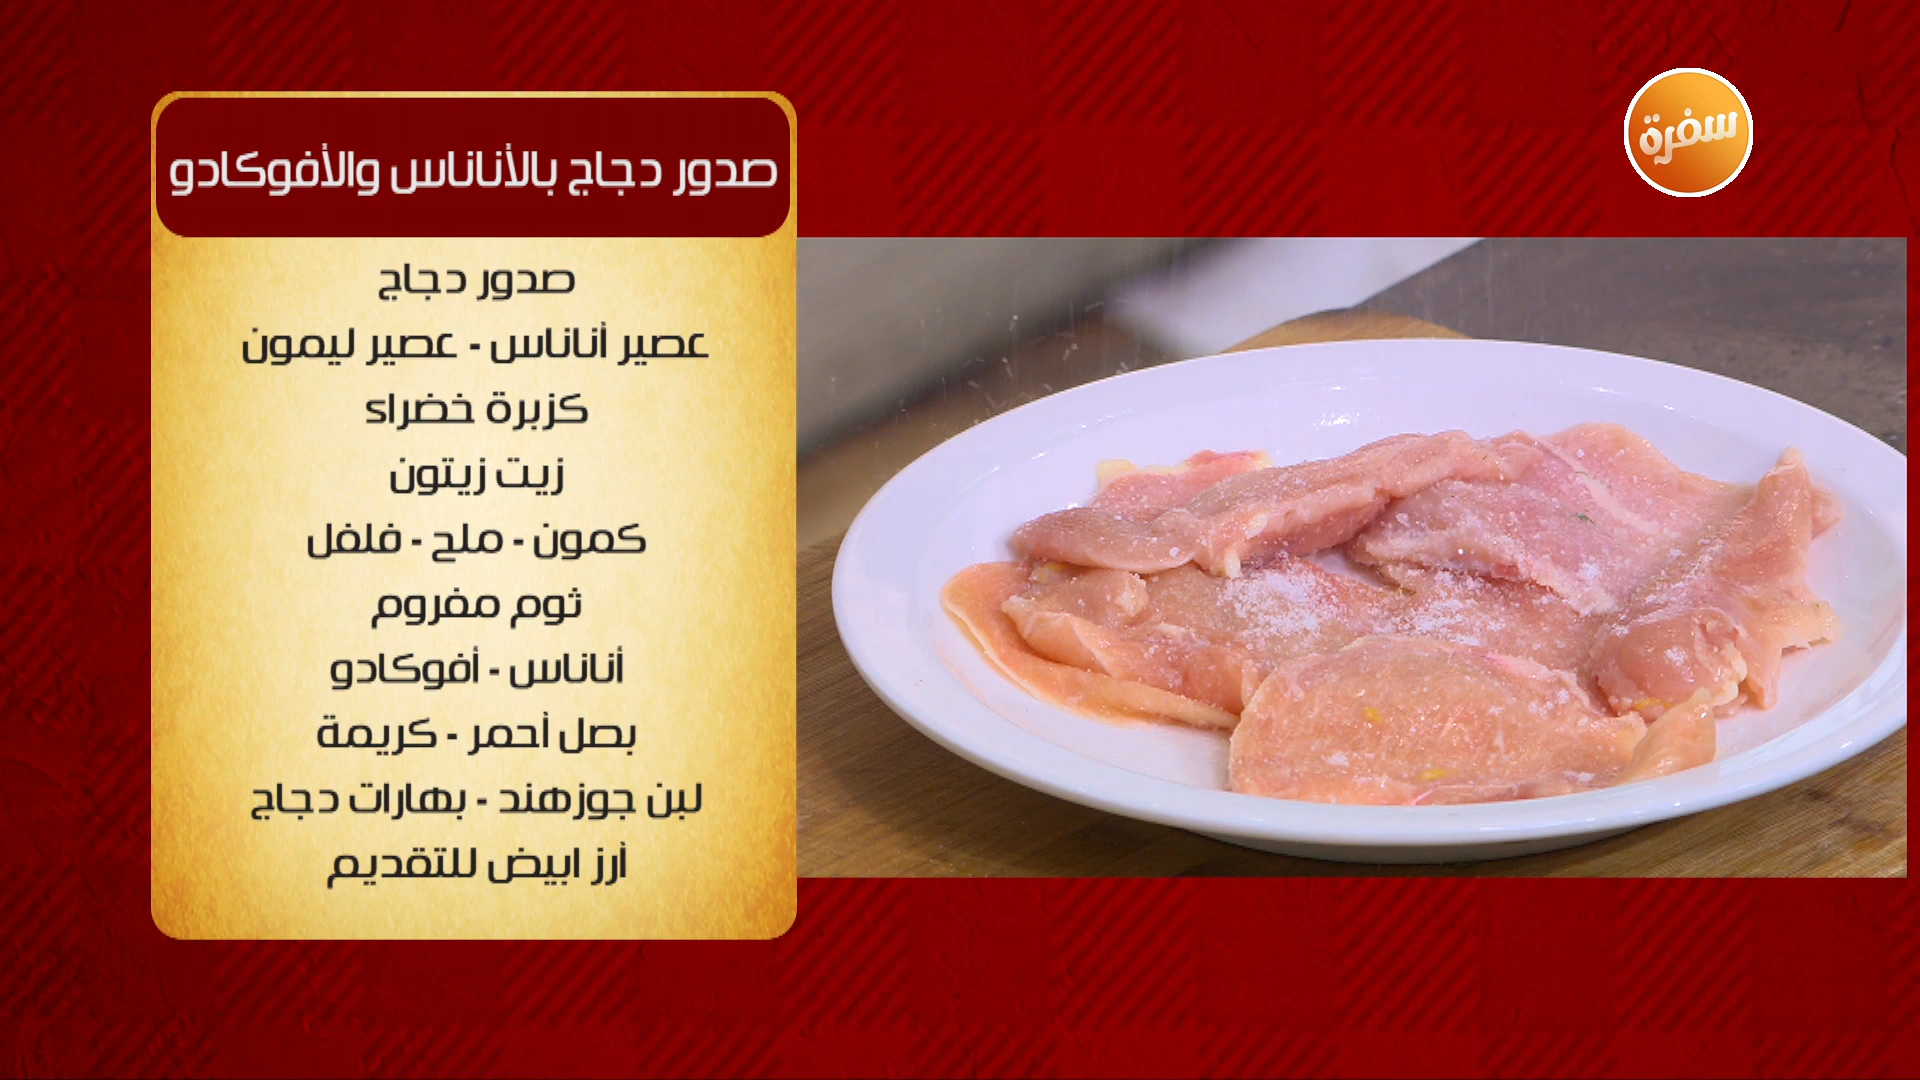 سفرة
صدور دجاج بالأناناس والأفوكادو
صدور دجاج
عصير أناناس - عصير ليمون
كزبرة خضراء
زيت زيتون
كمون - ملح - فلفل
ثوم مفروم
أناناس - أفوكادو
بصل أحمر - كريمة
لبن جوزهند - بهارات دجاج
أرز ابيض للتقديم